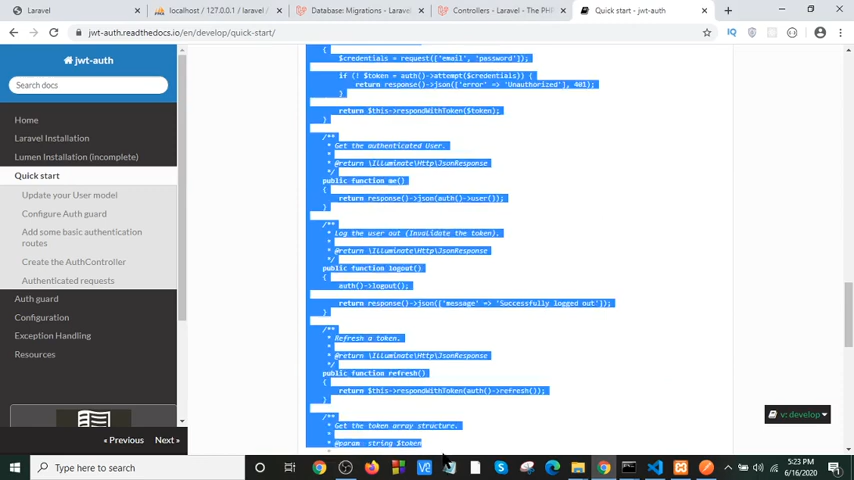 Laravel
localhost / 127.0.0.1 / laravel /
Database: Migrations - Laravel
Controllers - Laravel - The PHP
Quick start - jwt-auth
jwt-auth.readthedocs.io/en/develop/quick-start/
jwt-auth
Search docs
Home
Laravel Installation
Lumen Installation (incomplete)
Quick start
Update your User model
Configure Auth guard
Add some basic authentication
routes
Create the AuthController
Authenticated requests
Auth guard
Configuration
Exception Handling
Resources
« Previous
Next »
{
$credentials = request(['email', 'password']);
if (! $token = auth()->attempt($credentials)) {
return response()->json(['error' => 'Unauthorized'], 401);
}
return $this->respondWithToken($token);
}
/**
* Get the authenticated User.
*
* @return \Illuminate\Http\JsonResponse
*/
public function me()
{
return response()->json(auth()->user());
}
/**
* Log the user out (Invalidate the token).
*
* @return \Illuminate\Http\JsonResponse
*/
public function logout()
{
auth()->logout();
return response()->json(['message' => 'Successfully logged out']);
}
/**
* Refresh a token.
*
* @return \Illuminate\Http\JsonResponse
*/
public function refresh()
{
return $this->respondWithToken(auth()->refresh());
}
/**
* Get the token array structure.
*
* @param string $token
*
v: develop
Type here to search
5:23 PM
6/16/2020